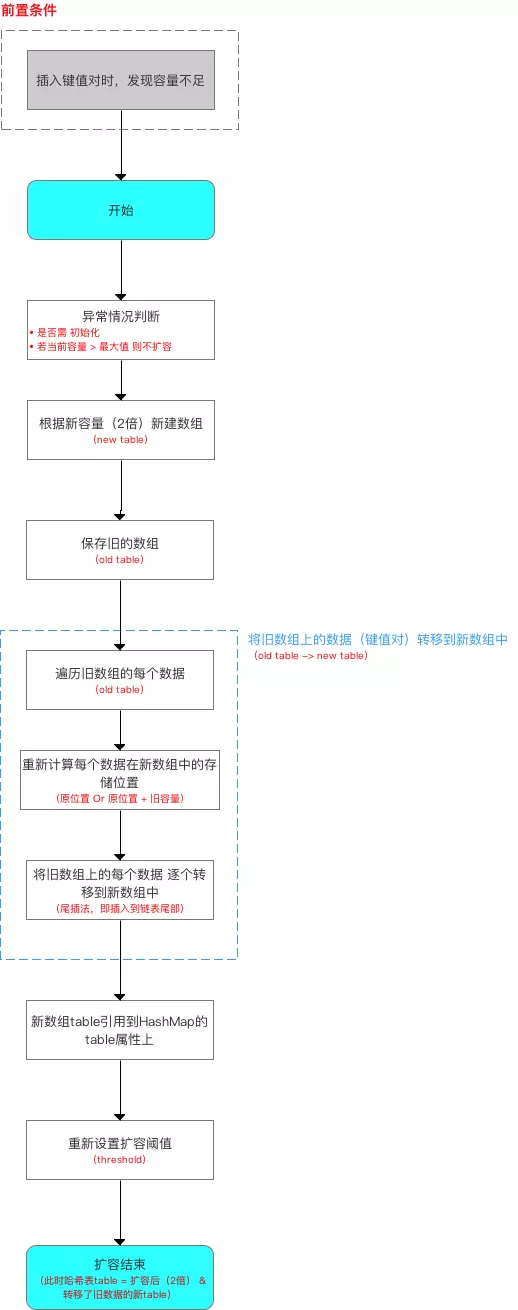 前置条件
插入键值对时，发现容量不足
开始
异常情况判断
• 是否需 初始化
• 若当前容量 > 最大值 则不扩容
根据新容量（2倍）新建数组
（new table）
保存旧的数组
（old table）
将旧数组上的数据（键值对）转移到新数组中
（old table –> new table）
遍历旧数组的每个数据
（old table）
重新计算每个数据在新数组中的存
储位置
（原位置 Or 原位置 + 旧容量）
将旧数组上的每个数据 逐个转
移到新数组中
（尾插法，即插入到链表尾部）
新数组table引用到HashMap的
table属性上
重新设置扩容阈值
（threshold）
扩容结束
（此时哈希表table = 扩容后（2倍） &
转移了旧数据的新table）